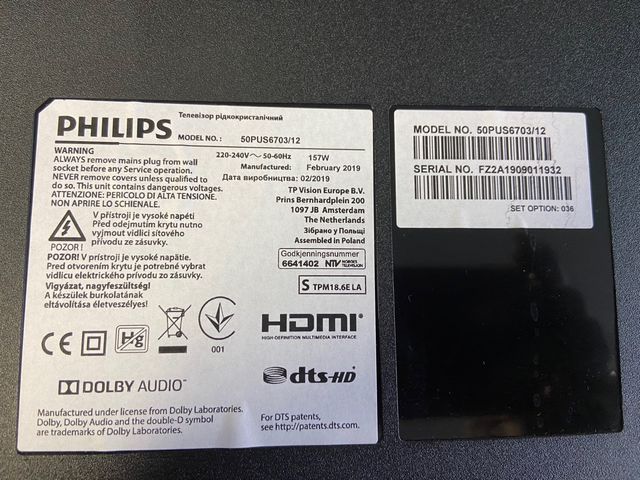 Телевізор рідкокристалічний
PHILIPS MODEL NO. : 50PUS6703/12
WARNING
ALWAYS remove mains plug from wall
socket before any Service operation.
NEVER remove covers unless qualified to
do so. This unit contains dangerous voltages.
ATTENZIONE: PERICOLO DI ALTA TENSIONE.
NON APRIRE LO SCHIENALE.
V přístroji je vysoké napětí
Před odejmutím krytu nutno
vyjmout vidlici síťového
přívodu ze zásuvky.
POZOR !
POZOR! V prístroji je vysoké napätie.
Pred otvorením krytu je potrebné vybrat
vidlicu elektrického prívodu zo zásuvky.
Vigyázat, nagyfeszültség!
A készülek burkolatának
eltávolitása életveszélyes!
220-240V ~ 50-60Hz 157W
Manufactured: February 2019
Дата виробництва: 02/2019
TP Vision Europe B.V.
Prins Bernhardplein 200
1097 JB Amsterdam
The Netherlands
Зібрано у Польщі
Assembled in Poland
Godkjenningsnummer
6641402 NTV NORGES TELEVISJON
S TPM18.6E LA
CE Hg 001
HDMI
HIGH-DEFINITION MULTIMEDIA INTERFACE
DOLBY AUDIO™
dts-HD
Manufactured under license from Dolby Laboratories.
Dolby, Dolby Audio and the double-D symbol
are trademarks of Dolby Laboratories.
For DTS patents,
see http://patents.dts.com.
MODEL NO. 50PUS6703/12
SERIAL NO. FZ2A1909011932
SET OPTION: 036